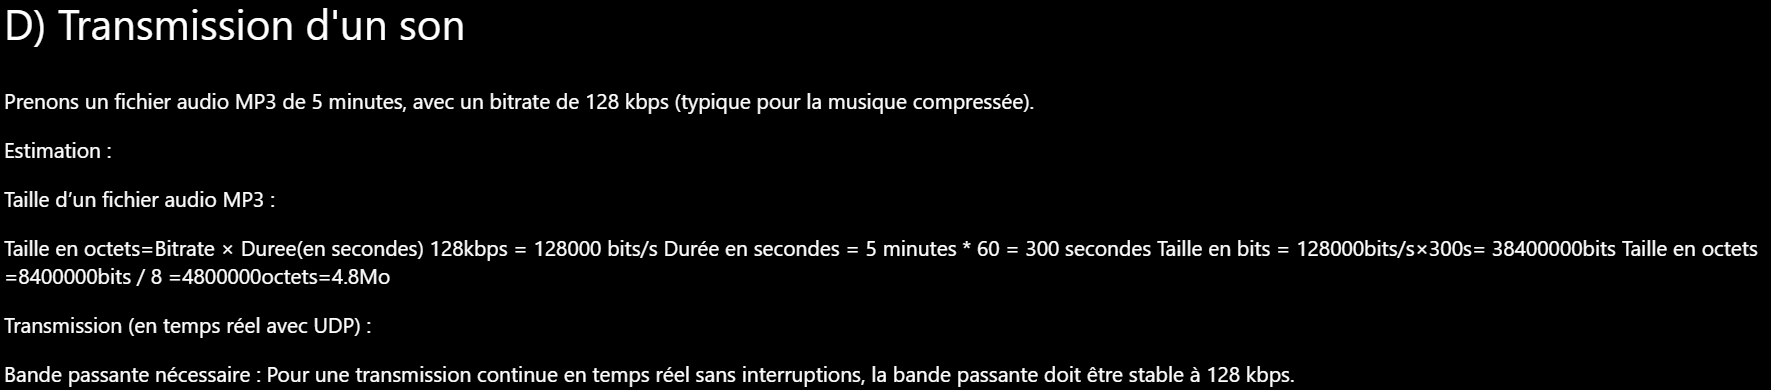 D) Transmission d'un son
Prenons un fichier audio MP3 de 5 minutes, avec un bitrate de 128 kbps (typique pour la musique compressée).
Estimation :
Taille d’un fichier audio MP3 :
Taille en octets=Bitrate × Duree(en secondes) 128kbps = 128000 bits/s Durée en secondes = 5 minutes * 60 = 300 secondes Taille en bits = 128000bits/s×300s= 38400000bits Taille en octets
=8400000bits / 8 =4800000octets=4.8Mo
Transmission (en temps réel avec UDP) :
Bande passante nécessaire : Pour une transmission continue en temps réel sans interruptions, la bande passante doit être stable à 128 kbps.